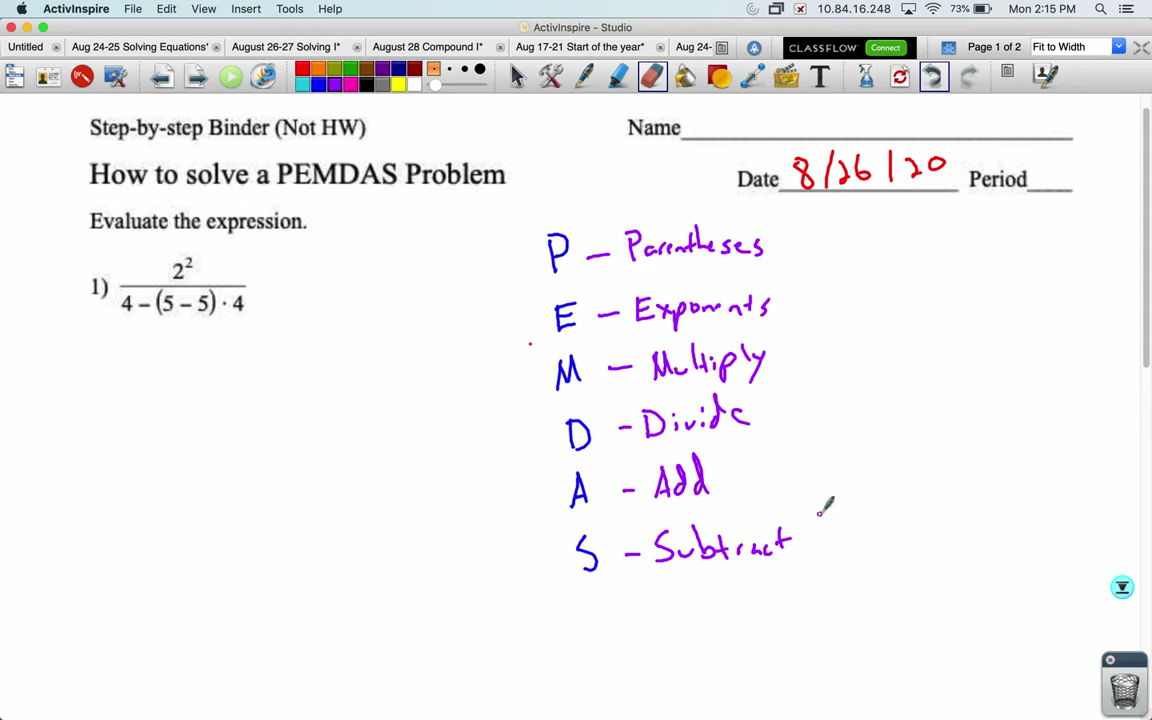 ActivInspire File Edit View Insert Tools Help 10.84.16.248 73% Mon 2:15 PM
ActivInspire - Studio
Untitled Aug 24-25 Solving Equations' August 26-27 Solving I* August 28 Compound I* Aug 17-21 Start of the year* Aug 24- CLASSFLOW Connect Page 1 of 2 Fit to Width
T
Step-by-step Binder (Not HW) Name
How to solve a PEMDAS Problem Date 8/26/20 Period
Evaluate the expression.
1) 2²
4 – (5 – 5) · 4
P – Parentheses
E – Exponents
M – Multiply
D – Divide
A – Add
S – Subtract